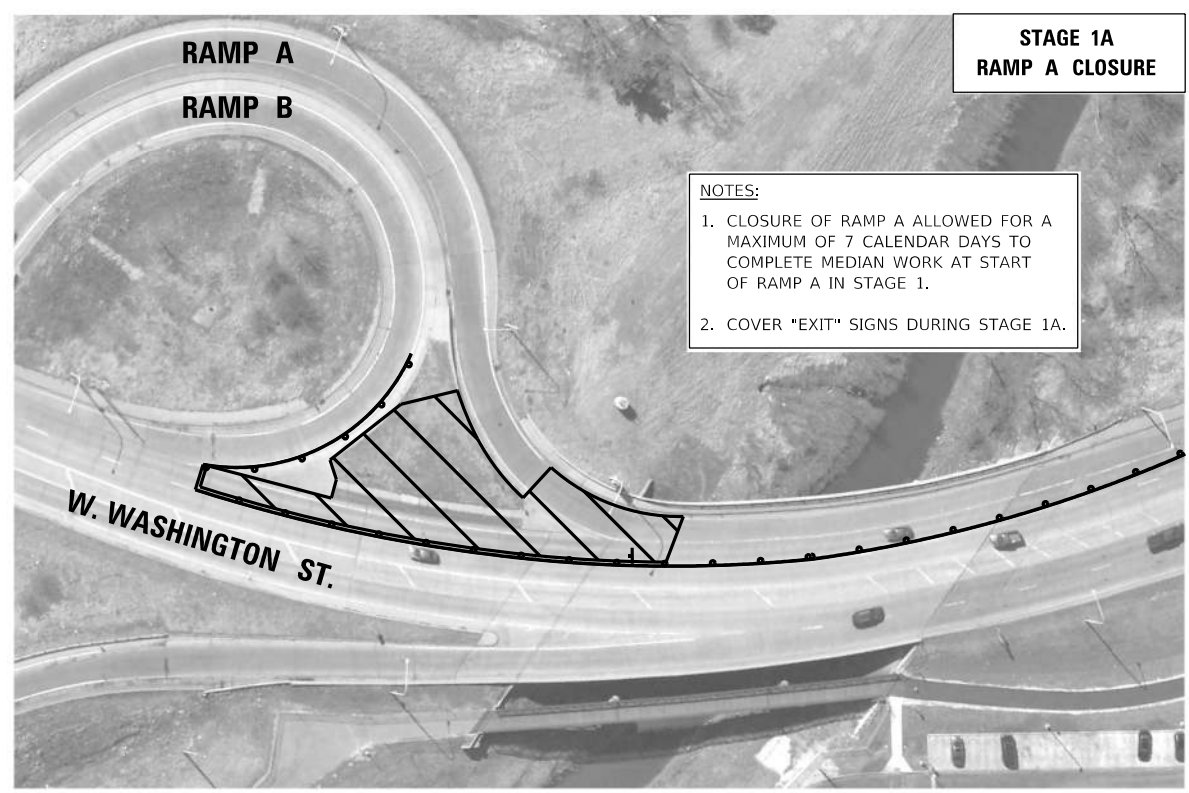 STAGE 1A
RAMP A CLOSURE
RAMP A
RAMP B
NOTES:
1. CLOSURE OF RAMP A ALLOWED FOR A
MAXIMUM OF 7 CALENDAR DAYS TO
COMPLETE MEDIAN WORK AT START
OF RAMP A IN STAGE 1.
2. COVER "EXIT" SIGNS DURING STAGE 1A.
W. WASHINGTON ST.